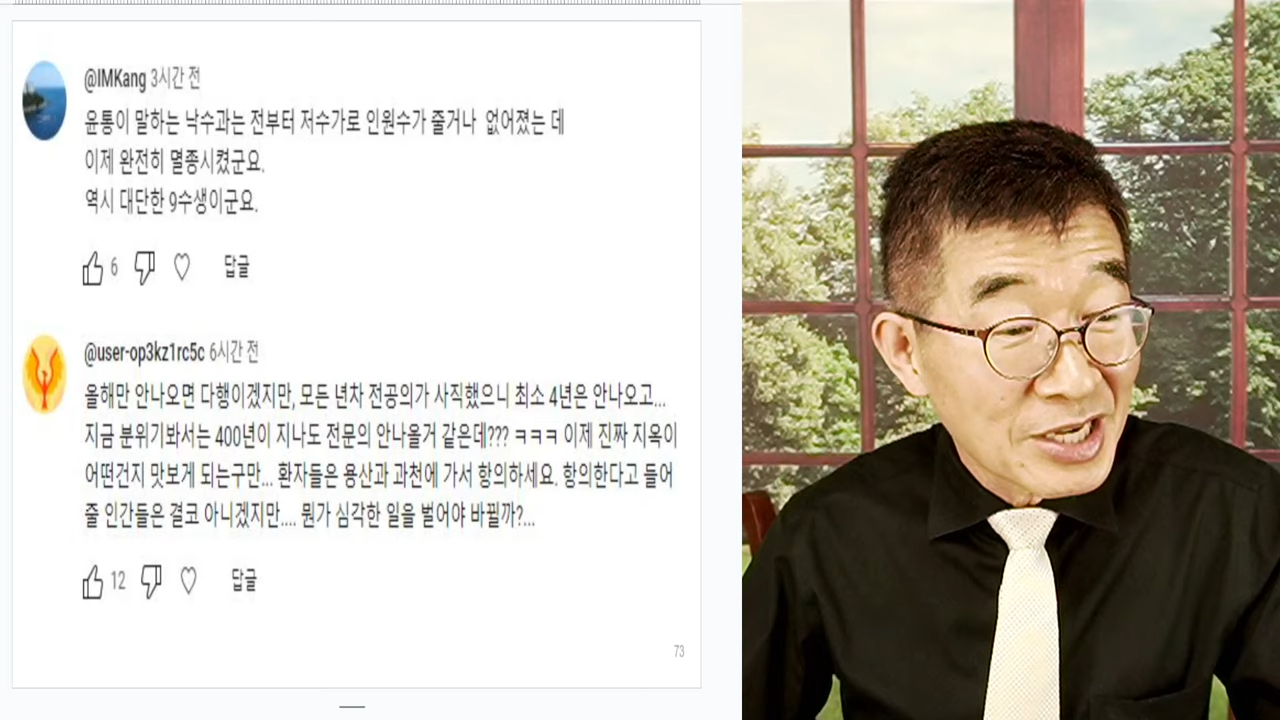 @IMKang 3시간 전
윤통이 말하는 낙수과는 전부터 저수가로 인원수가 줄거나 없어졌는 데
이제 완전히 멸종시켰군요.
역시 대단한 9수생이군요.
6 답글
@user-op3kz1rc5c 6시간 전
올해만 안나오면 다행이겠지만, 모든 년차 전공의가 사직했으니 최소 4년은 안나오고...
지금 분위기봐서는 400년이 지나도 전문의 안나올거 같은데??? ㅋㅋㅋ 이제 진짜 지옥이
어떤건지 맛보게 되는구만... 환자들은 용산과 과천에 가서 항의하세요. 항의한다고 들어
줄 인간들은 결코 아니겠지만.... 뭔가 심각한 일을 벌어야 바뀔까?...
12 답글
73